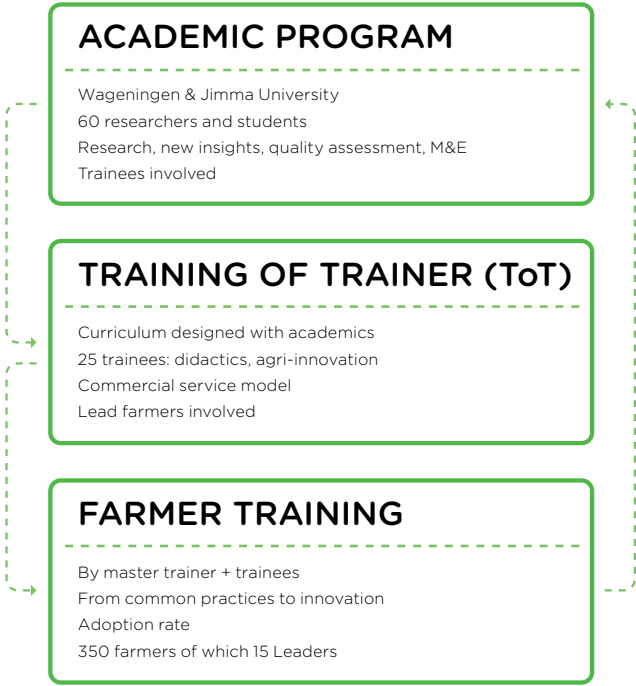 ACADEMIC PROGRAM
Wageningen & Jimma University
60 researchers and students
Research, new insights, quality assessment, M&E
Trainees involved
TRAINING OF TRAINER (ToT)
Curriculum designed with academics
25 trainees: didactics, agri-innovation
Commercial service model
Lead farmers involved
FARMER TRAINING
By master trainer + trainees
From common practices to innovation
Adoption rate
350 farmers of which 15 Leaders